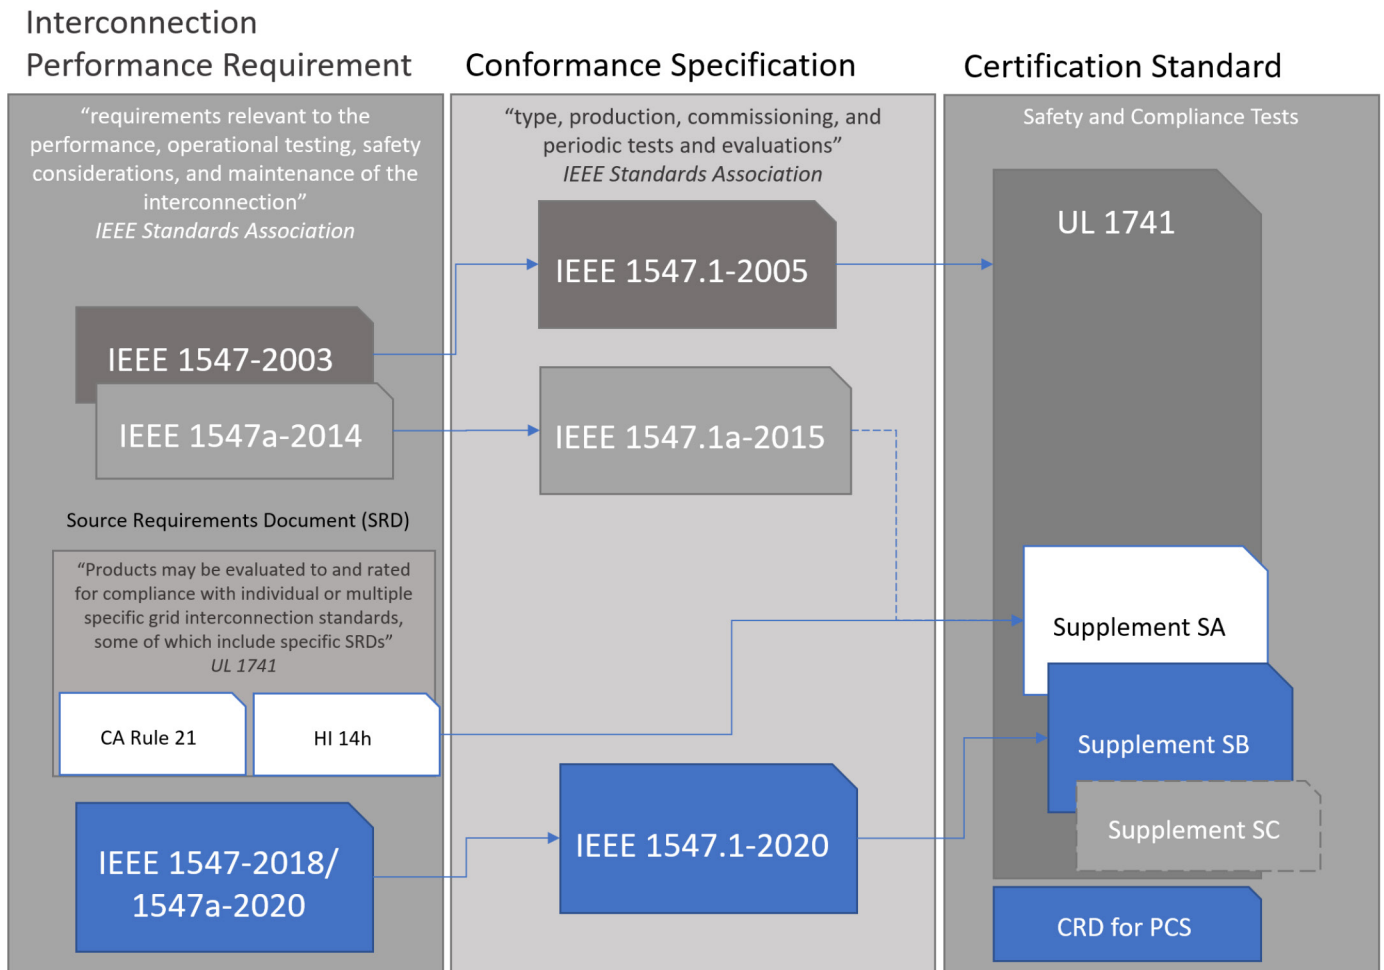 Interconnection
Performance Requirement
Conformance Specification
Certification Standard
“requirements relevant to the
performance, operational testing, safety
considerations, and maintenance of the
interconnection”
IEEE Standards Association
IEEE 1547-2003
IEEE 1547a-2014
Source Requirements Document (SRD)
“Products may be evaluated to and rated
for compliance with individual or multiple
specific grid interconnection standards,
some of which include specific SRDs”
UL 1741
CA Rule 21
HI 14h
IEEE 1547-2018/
1547a-2020
“type, production, commissioning, and
periodic tests and evaluations”
IEEE Standards Association
IEEE 1547.1-2005
IEEE 1547.1a-2015
IEEE 1547.1-2020
Safety and Compliance Tests
UL 1741
Supplement SA
Supplement SB
Supplement SC
CRD for PCS